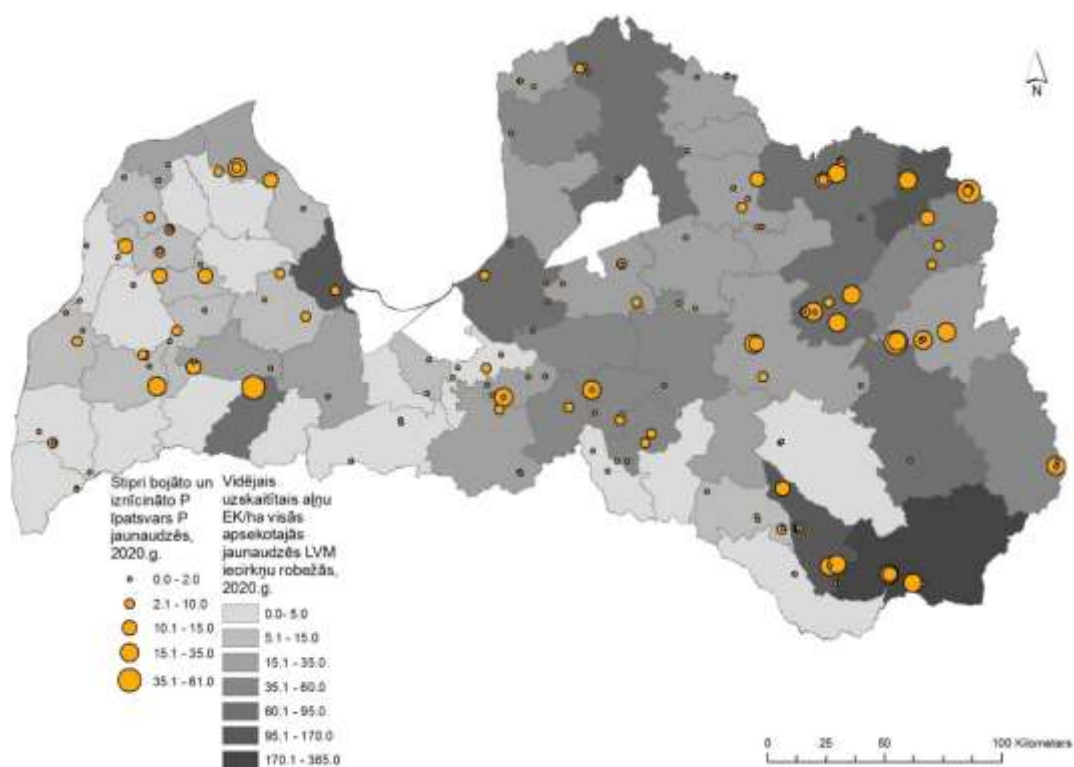 N
Stipri bojāto un
iznīcināto P
īpatsvars P
jaunaudzēs,
2020.g.
0.0 - 2.0
2.1 - 10.0
10.1 - 15.0
15.1 - 35.0
35.1 - 61.0
Vidējais
uzskaitītais aļņu
EK/ha visās
apsekotajās
jaunaudzēs LVM
iecirkņu robežās,
2020.g.
0.0- 5.0
5.1 - 15.0
15.1 - 35.0
35.1 - 60.0
60.1 - 95.0
95.1 - 170.0
170.1 - 365.0
0 25 50 100 Kilometers